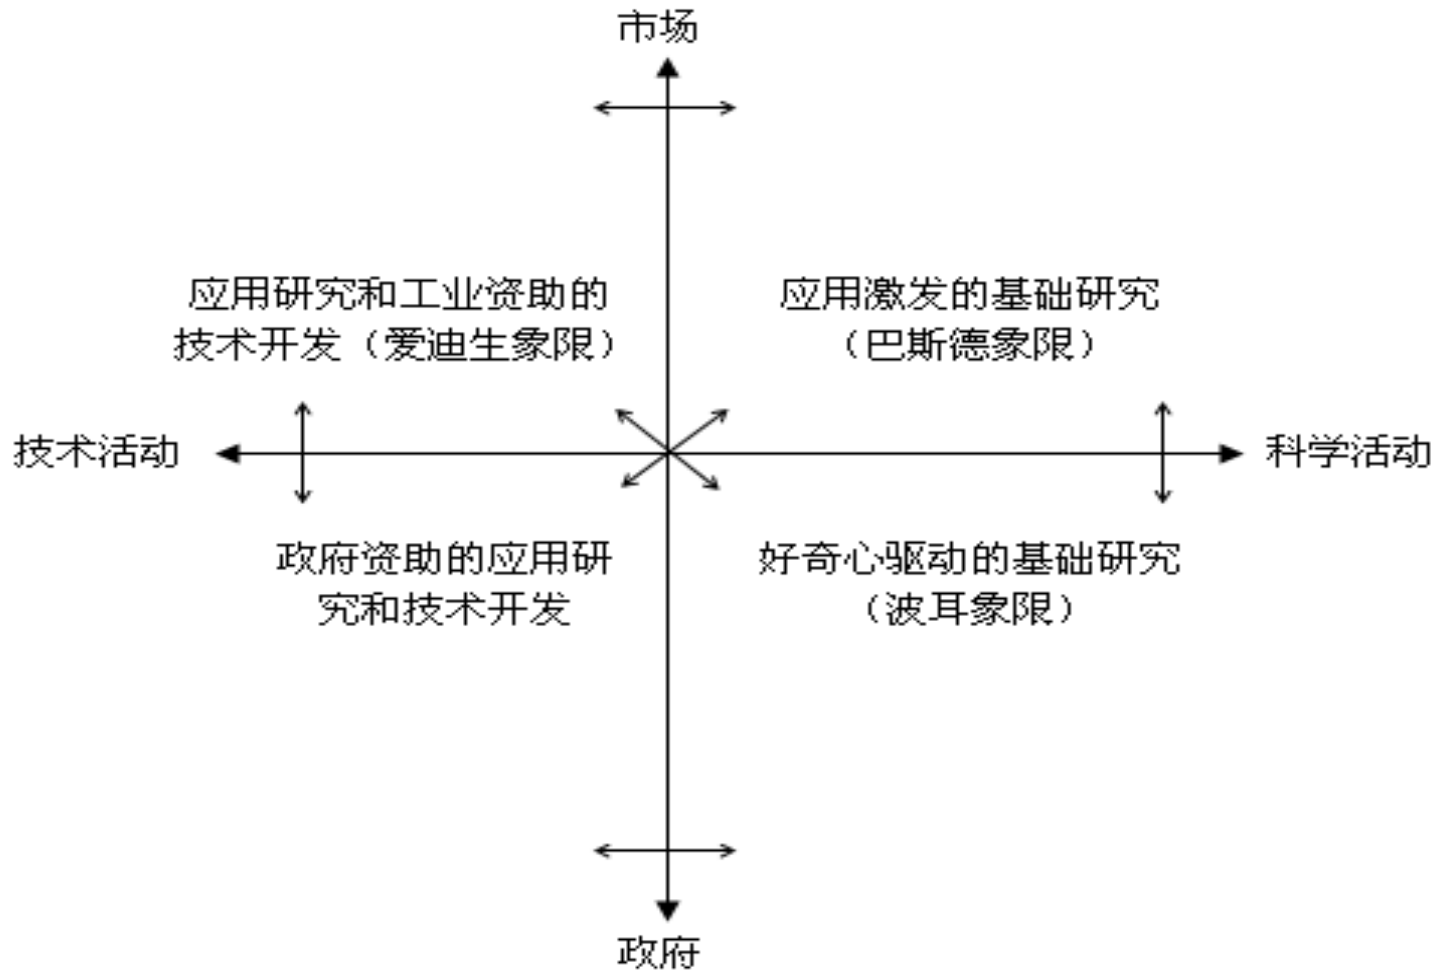 市场
应用研究和工业资助的
技术开发（爱迪生象限）
应用激发的基础研究
（巴斯德象限）
技术活动
科学活动
政府资助的应用研
究和技术开发
好奇心驱动的基础研究
（波耳象限）
政府